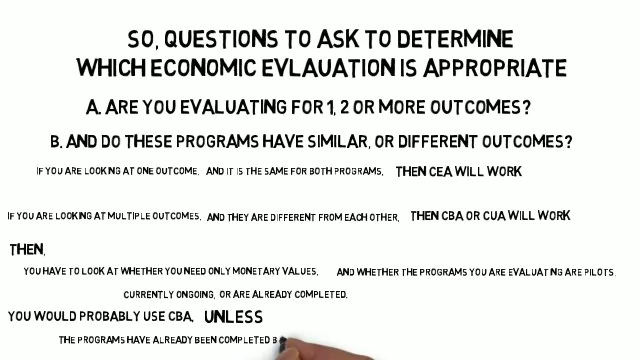 SO, QUESTIONS TO ASK TO DETERMINE
WHICH ECONOMIC EVLAUATION IS APPROPRIATE
A. ARE YOU EVALUATING FOR 1, 2 OR MORE OUTCOMES?
B. AND DO THESE PROGRAMS HAVE SIMILAR, OR DIFFERENT OUTCOMES?
IF YOU ARE LOOKING AT ONE OUTCOME, AND IT IS THE SAME FOR BOTH PROGRAMS, THEN CEA WILL WORK
IF YOU ARE LOOKING AT MULTIPLE OUTCOMES, AND THEY ARE DIFFERENT FROM EACH OTHER, THEN CBA OR CUA WILL WORK
THEN,
YOU HAVE TO LOOK AT WHETHER YOU NEED ONLY MONETARY VALUES, AND WHETHER THE PROGRAMS YOU ARE EVALUATING ARE PILOTS,
CURRENTLY ONGOING, OR ARE ALREADY COMPLETED.
YOU WOULD PROBABLY USE CBA, UNLESS
THE PROGRAMS HAVE ALREADY BEEN COMPLETED B